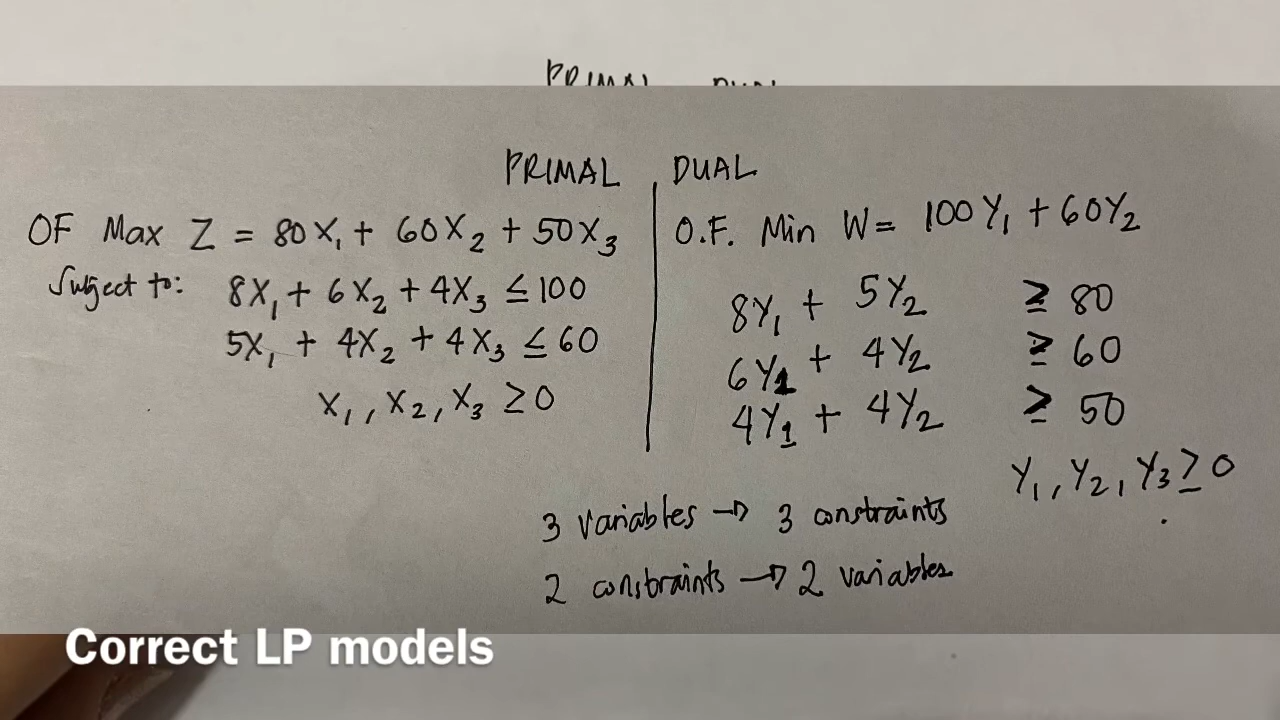 PRIMAL DUAL
PRIMAL DUAL
OF Max Z = 80X₁ + 60X₂ + 50X₃
Subject to: 8X₁ + 6X₂ + 4X₃ ≤ 100
5X₁ + 4X₂ + 4X₃ ≤ 60
X₁, X₂, X₃ ≥ 0
O.F. Min W = 100Y₁ + 60Y₂
8Y₁ + 5Y₂ ≥ 80
6Y₁ + 4Y₂ ≥ 60
4Y₁ + 4Y₂ ≥ 50
Y₁, Y₂, Y₃ ≥ 0
3 variables → 3 constraints
2 constraints → 2 variables
Correct LP models